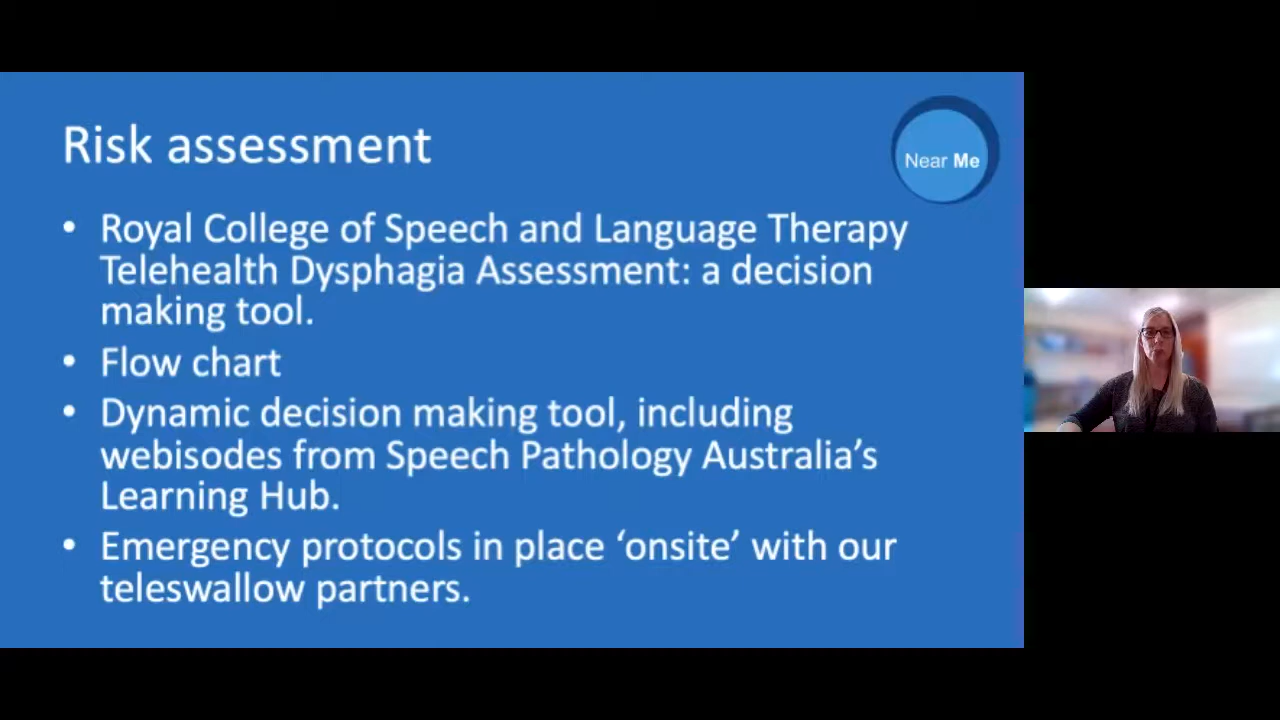 Risk assessment
Near Me
• Royal College of Speech and Language Therapy
Telehealth Dysphagia Assessment: a decision
making tool.
• Flow chart
• Dynamic decision making tool, including
webisodes from Speech Pathology Australia’s
Learning Hub.
• Emergency protocols in place ‘onsite’ with our
teleswallow partners.